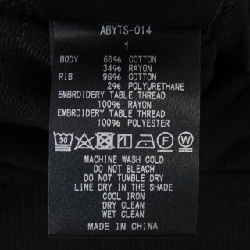 ABYTS-014
1
BODY 66% COTTON
34% RAYON
RIB 98% COTTON
2% POLYURETHANE
EMBROIDERY TABLE THREAD
100% RAYON
EMBROIDERY TABLE THREAD
100% POLYESTER
MACHINE WASH COLD
DO NOT BLEACH
DO NOT TUMBLE DRY
LINE DRY IN THE SHADE
COOL IRON
DRY CLEAN
WET CLEAN
MADE IN CHINA